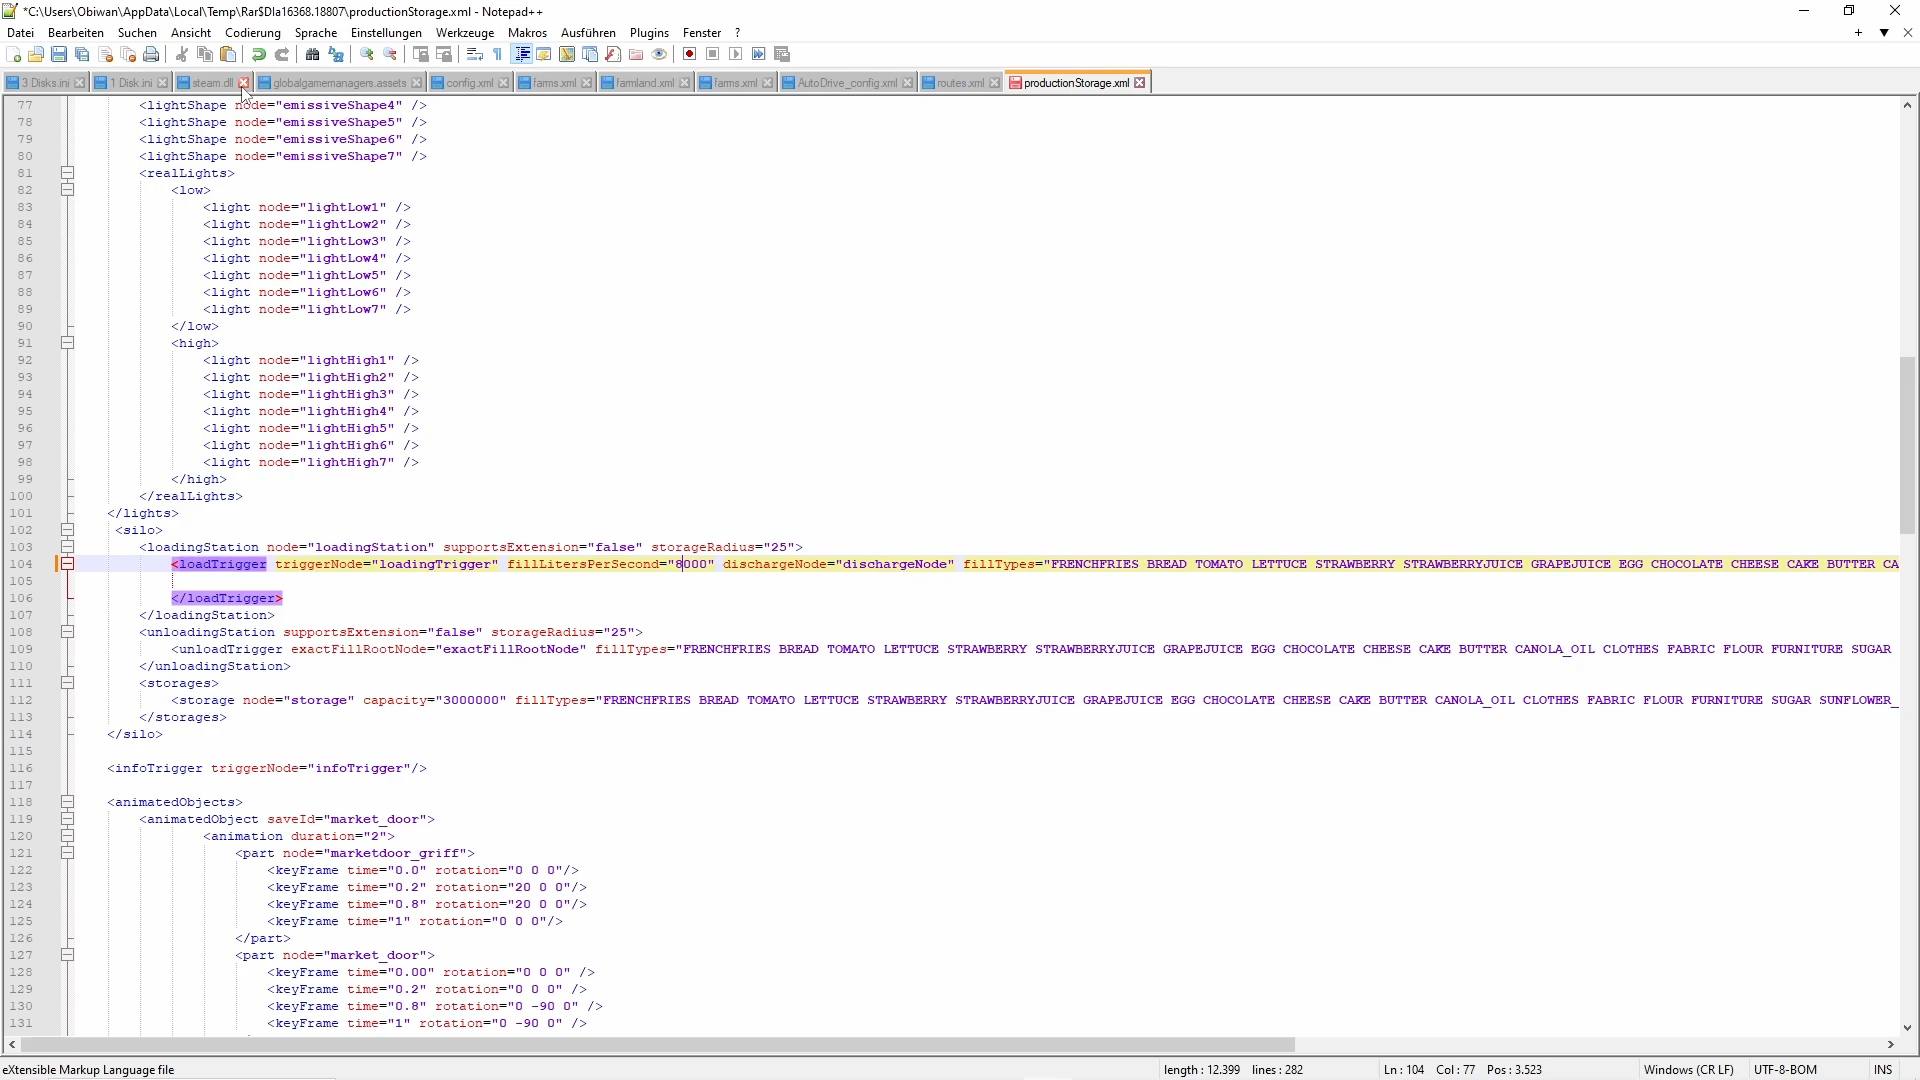 *C:\Users\Obiwan\AppData\Local\Temp\Rar$DIa16368.18807\productionStorage.xml - Notepad++
Datei Bearbeiten Suchen Ansicht Codierung Sprache Einstellungen Werkzeuge Makros Ausführen Plugins Fenster ?
3 Disks.ini 1 Disk.ini steam.dll globalgamemanagers.assets config.xml farms.xml farmland.xml farms.xml AutoDrive_config.xml routes.xml productionStorage.xml
77 <lightShape node="emissiveShape4" />
78 <lightShape node="emissiveShape5" />
79 <lightShape node="emissiveShape6" />
80 <lightShape node="emissiveShape7" />
81 <realLights>
82 <low>
83 <light node="lightLow1" />
84 <light node="lightLow2" />
85 <light node="lightLow3" />
86 <light node="lightLow4" />
87 <light node="lightLow5" />
88 <light node="lightLow6" />
89 <light node="lightLow7" />
90 </low>
91 <high>
92 <light node="lightHigh1" />
93 <light node="lightHigh2" />
94 <light node="lightHigh3" />
95 <light node="lightHigh4" />
96 <light node="lightHigh5" />
97 <light node="lightHigh6" />
98 <light node="lightHigh7" />
99 </high>
100 </realLights>
101 </lights>
102 <silo>
103 <loadingStation node="loadingStation" supportsExtension="false" storageRadius="25">
104 <loadTrigger triggerNode="loadingTrigger" fillLitersPerSecond="8000" dischargeNode="dischargeNode" fillTypes="FRENCHFRIES BREAD TOMATO LETTUCE STRAWBERRY STRAWBERRYJUICE GRAPEJUICE EGG CHOCOLATE CHEESE CAKE BUTTER CA
105
106 </loadTrigger>
107 </loadingStation>
108 <unloadingStation supportsExtension="false" storageRadius="25">
109 <unloadTrigger exactFillRootNode="exactFillRootNode" fillTypes="FRENCHFRIES BREAD TOMATO LETTUCE STRAWBERRY STRAWBERRYJUICE GRAPEJUICE EGG CHOCOLATE CHEESE CAKE BUTTER CANOLA_OIL CLOTHES FABRIC FLOUR FURNITURE SUGAR
110 </unloadingStation>
111 <storages>
112 <storage node="storage" capacity="3000000" fillTypes="FRENCHFRIES BREAD TOMATO LETTUCE STRAWBERRY STRAWBERRYJUICE GRAPEJUICE EGG CHOCOLATE CHEESE CAKE BUTTER CANOLA_OIL CLOTHES FABRIC FLOUR FURNITURE SUGAR SUNFLOWER_
113 </storages>
114 </silo>
115
116 <infoTrigger triggerNode="infoTrigger"/>
117
118 <animatedObjects>
119 <animatedObject saveId="market_door">
120 <animation duration="2">
121 <part node="marketdoor_griff">
122 <keyFrame time="0.0" rotation="0 0 0"/>
123 <keyFrame time="0.2" rotation="20 0 0"/>
124 <keyFrame time="0.8" rotation="20 0 0"/>
125 <keyFrame time="1" rotation="0 0 0"/>
126 </part>
127 <part node="market_door">
128 <keyFrame time="0.00" rotation="0 0 0" />
129 <keyFrame time="0.2" rotation="0 0 0" />
130 <keyFrame time="0.8" rotation="0 -90 0" />
131 <keyFrame time="1" rotation="0 -90 0" />
eXtensible Markup Language file length : 12.399 lines : 282 Ln : 104 Col : 77 Pos : 3.523 Windows (CR LF) UTF-8-BOM INS